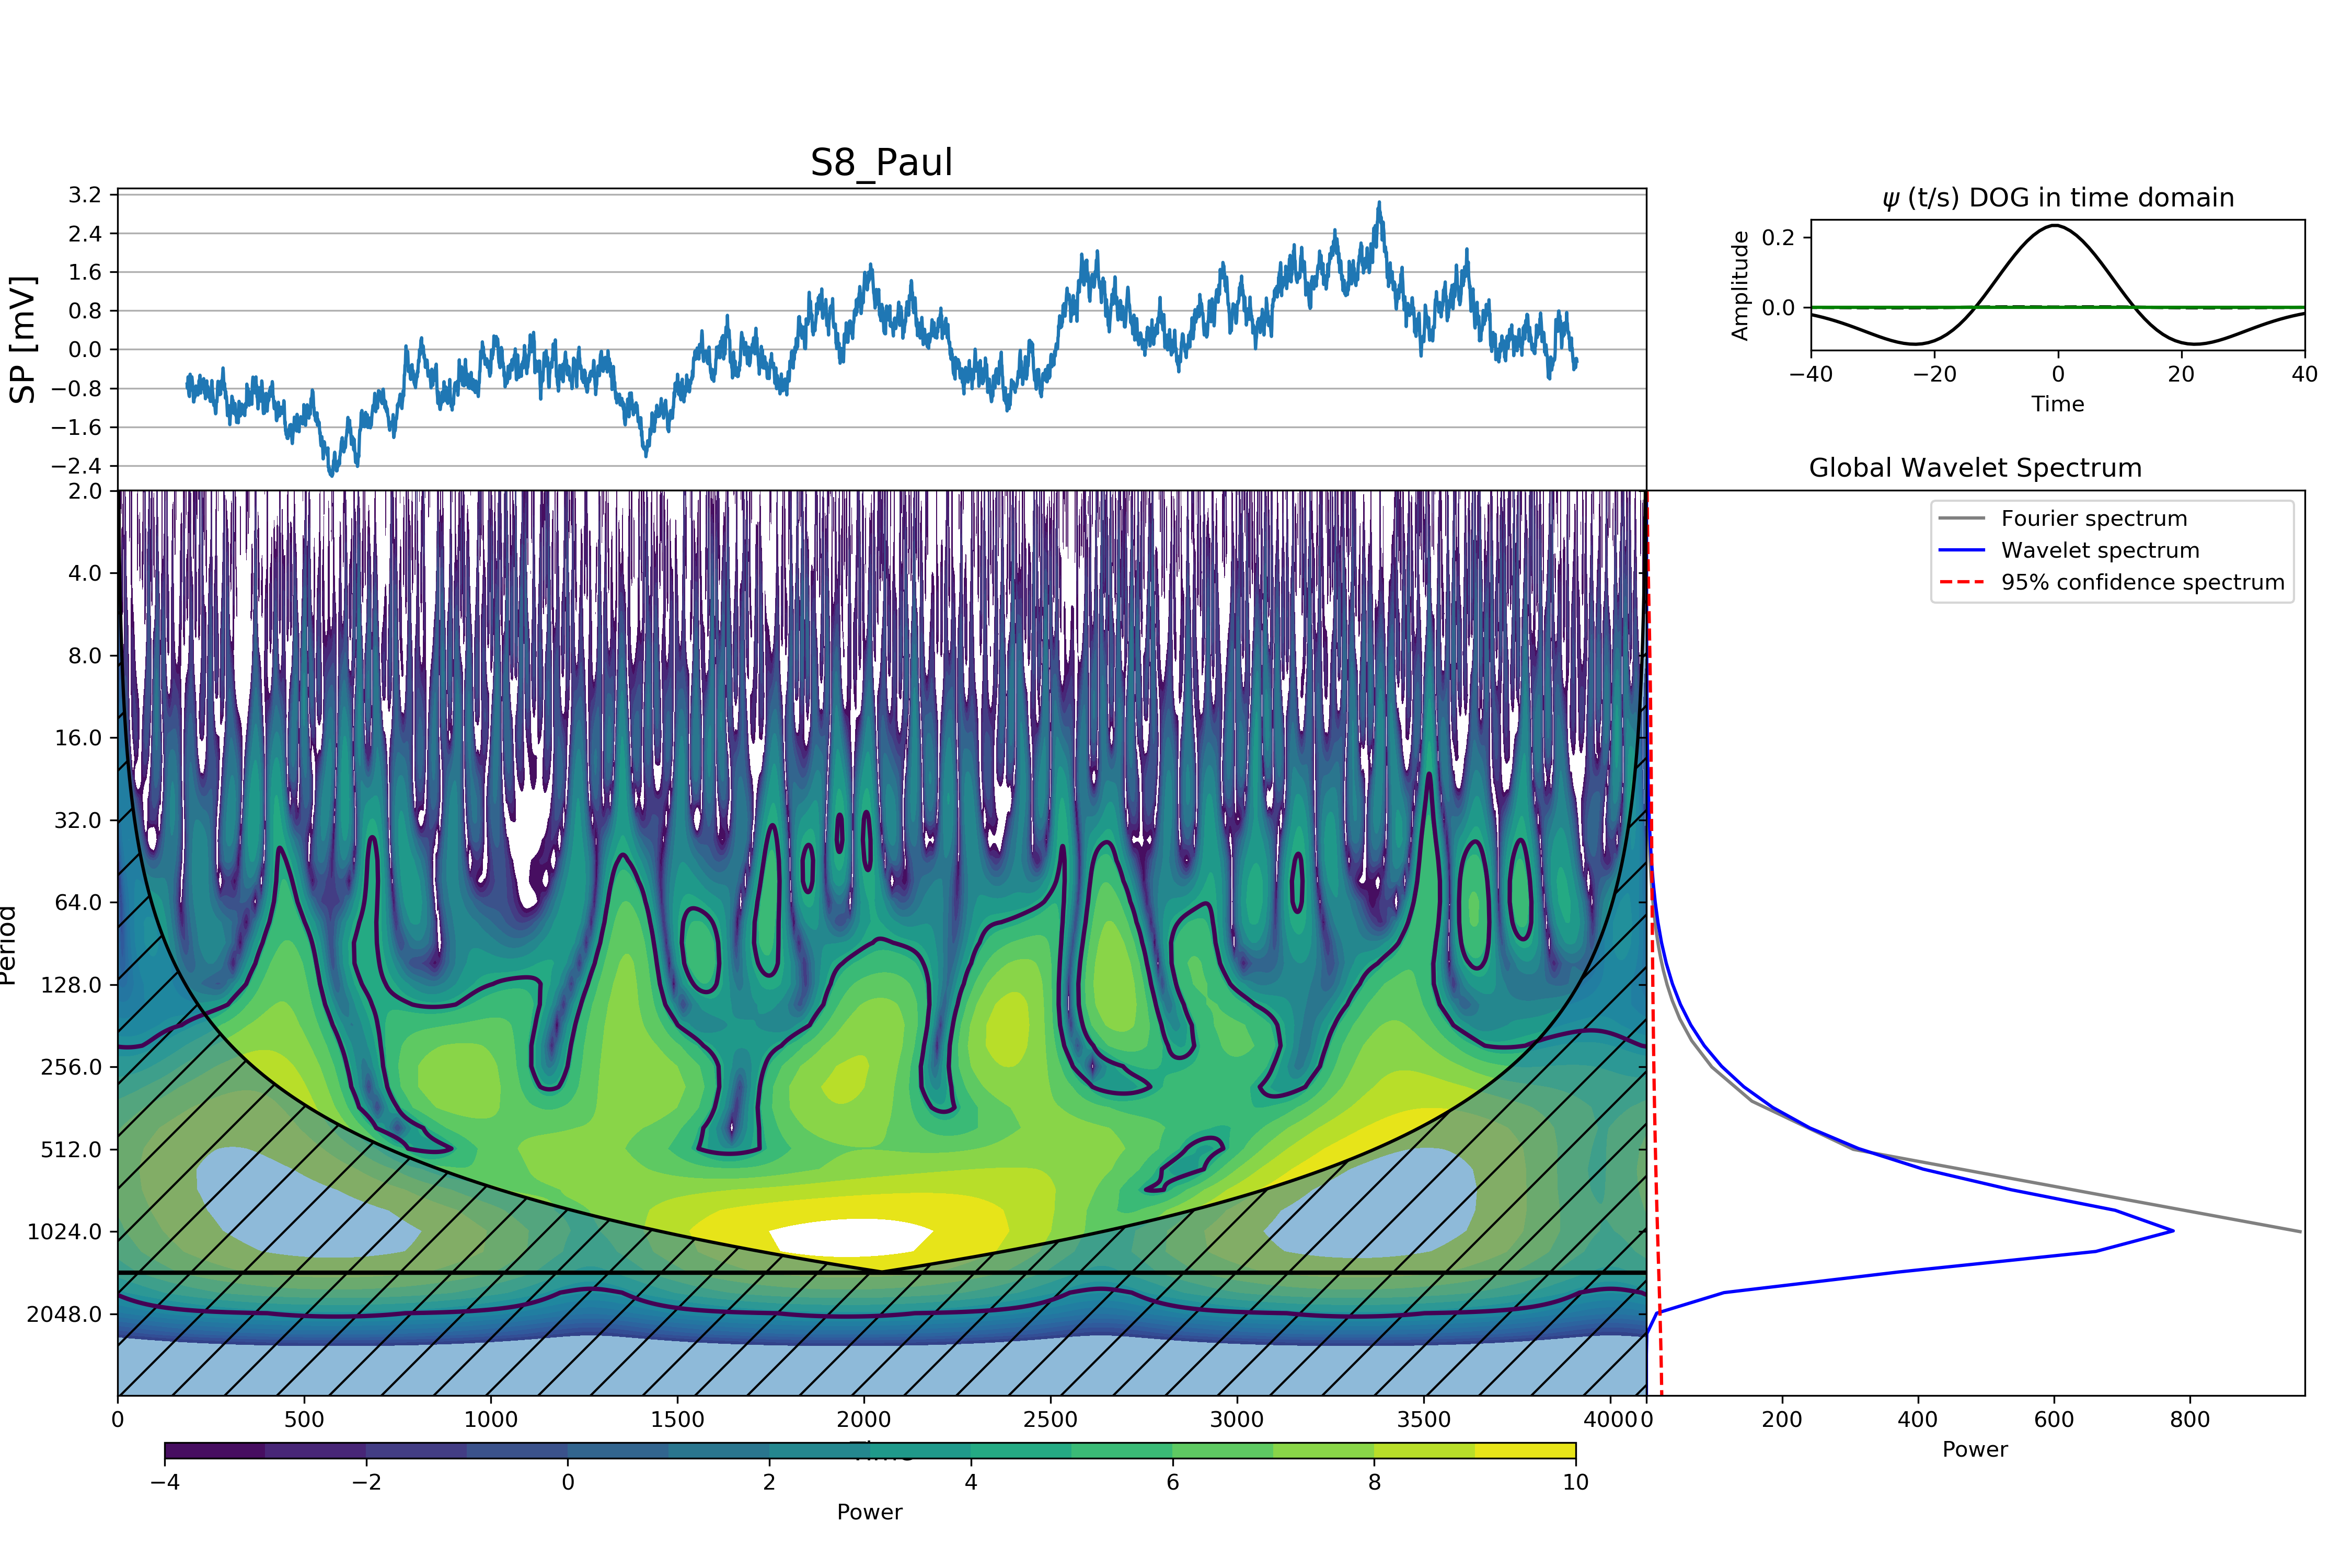 S8_Paul
SP [mV]
3.2
2.4
1.6
0.8
0.0
−0.8
−1.6
−2.4
ψ (t/s) DOG in time domain
Amplitude
0.2
0.0
−40 −20 0 20 40
Time
Global Wavelet Spectrum
Fourier spectrum
Wavelet spectrum
95% confidence spectrum
Period
2.0
4.0
8.0
16.0
32.0
64.0
128.0
256.0
512.0
1024.0
2048.0
0 500 1000 1500 2000 2500 3000 3500 4000
Time
0 200 400 600 800
Power
−4 −2 0 2 4 6 8 10
Power